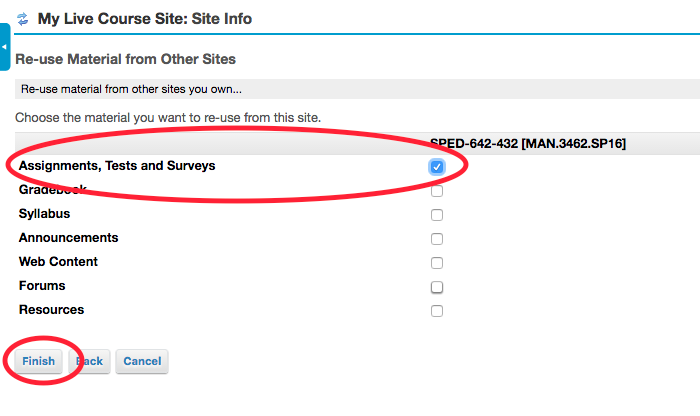 My Live Course Site: Site Info
Re-use Material from Other Sites
Re-use material from other sites you own...
Choose the material you want to re-use from this site.
SPED-642-432 [MAN.3462.SP16]
Assignments, Tests and Surveys
Gradebook
Syllabus
Announcements
Web Content
Forums
Resources
Finish Back Cancel